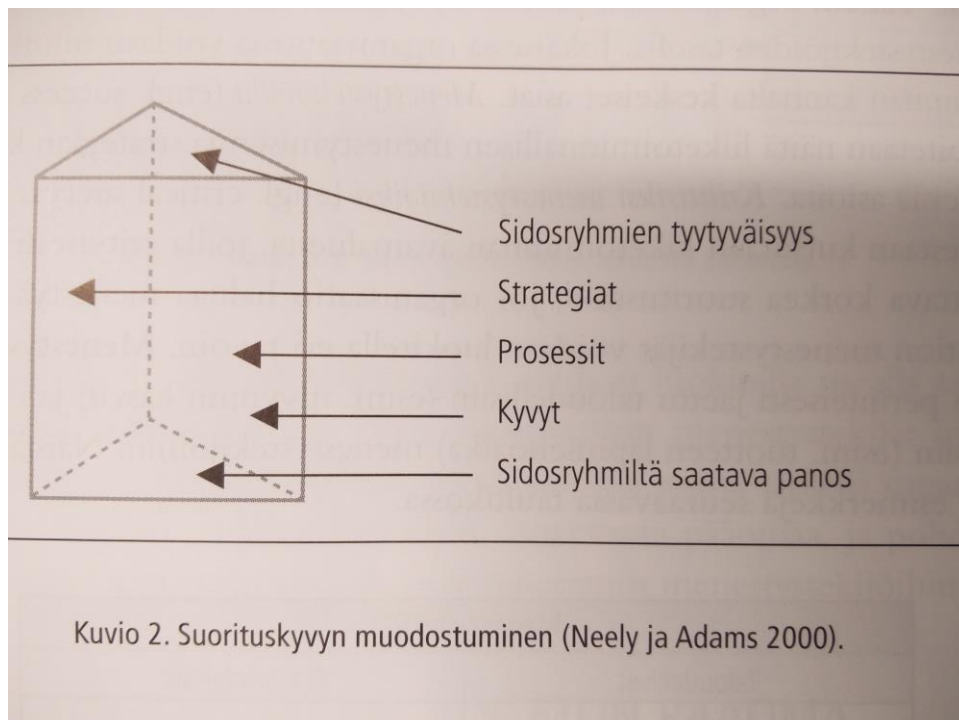 Sidosryhmien tyytyväisyys
Strategiat
Prosessit
Kyvyt
Sidosryhmiltä saatava panos
Kuvio 2. Suorituskyvyn muodostuminen (Neely ja Adams 2000).